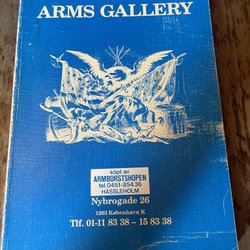 ARMS GALLERY
köpt av
ARMBORSTSHOPEN
tel. 0451-854 36
HÄSSLEHOLM
Nybrogade 26
1203 København K
Tlf. 01-11 83 38 – 15 83 38